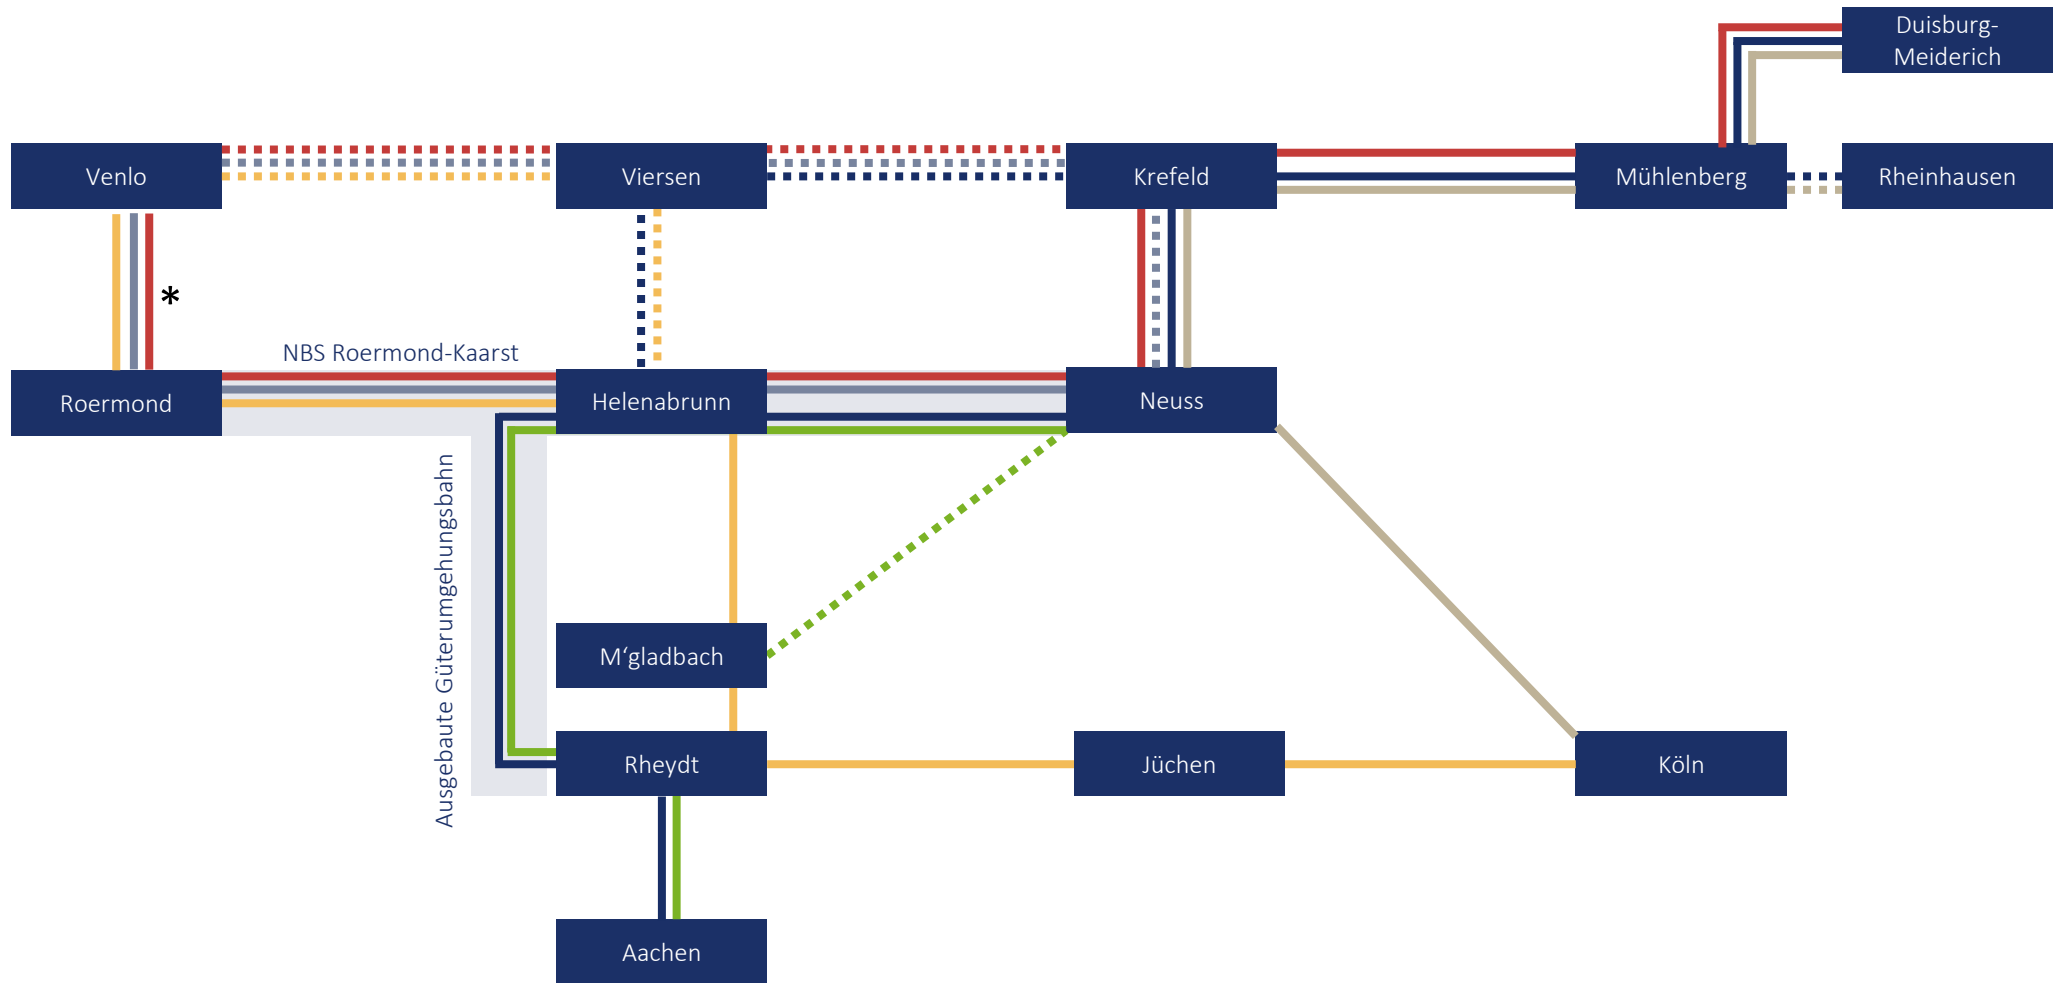 Duisburg-
Meiderich
Venlo
Viersen
Krefeld
Mühlenberg
Rheinhausen
*
NBS Roermond-Kaarst
Roermond
Helenabrunn
Neuss
Ausgebaute Güterumgehungsbahn
M‘gladbach
Rheydt
Jüchen
Köln
Aachen